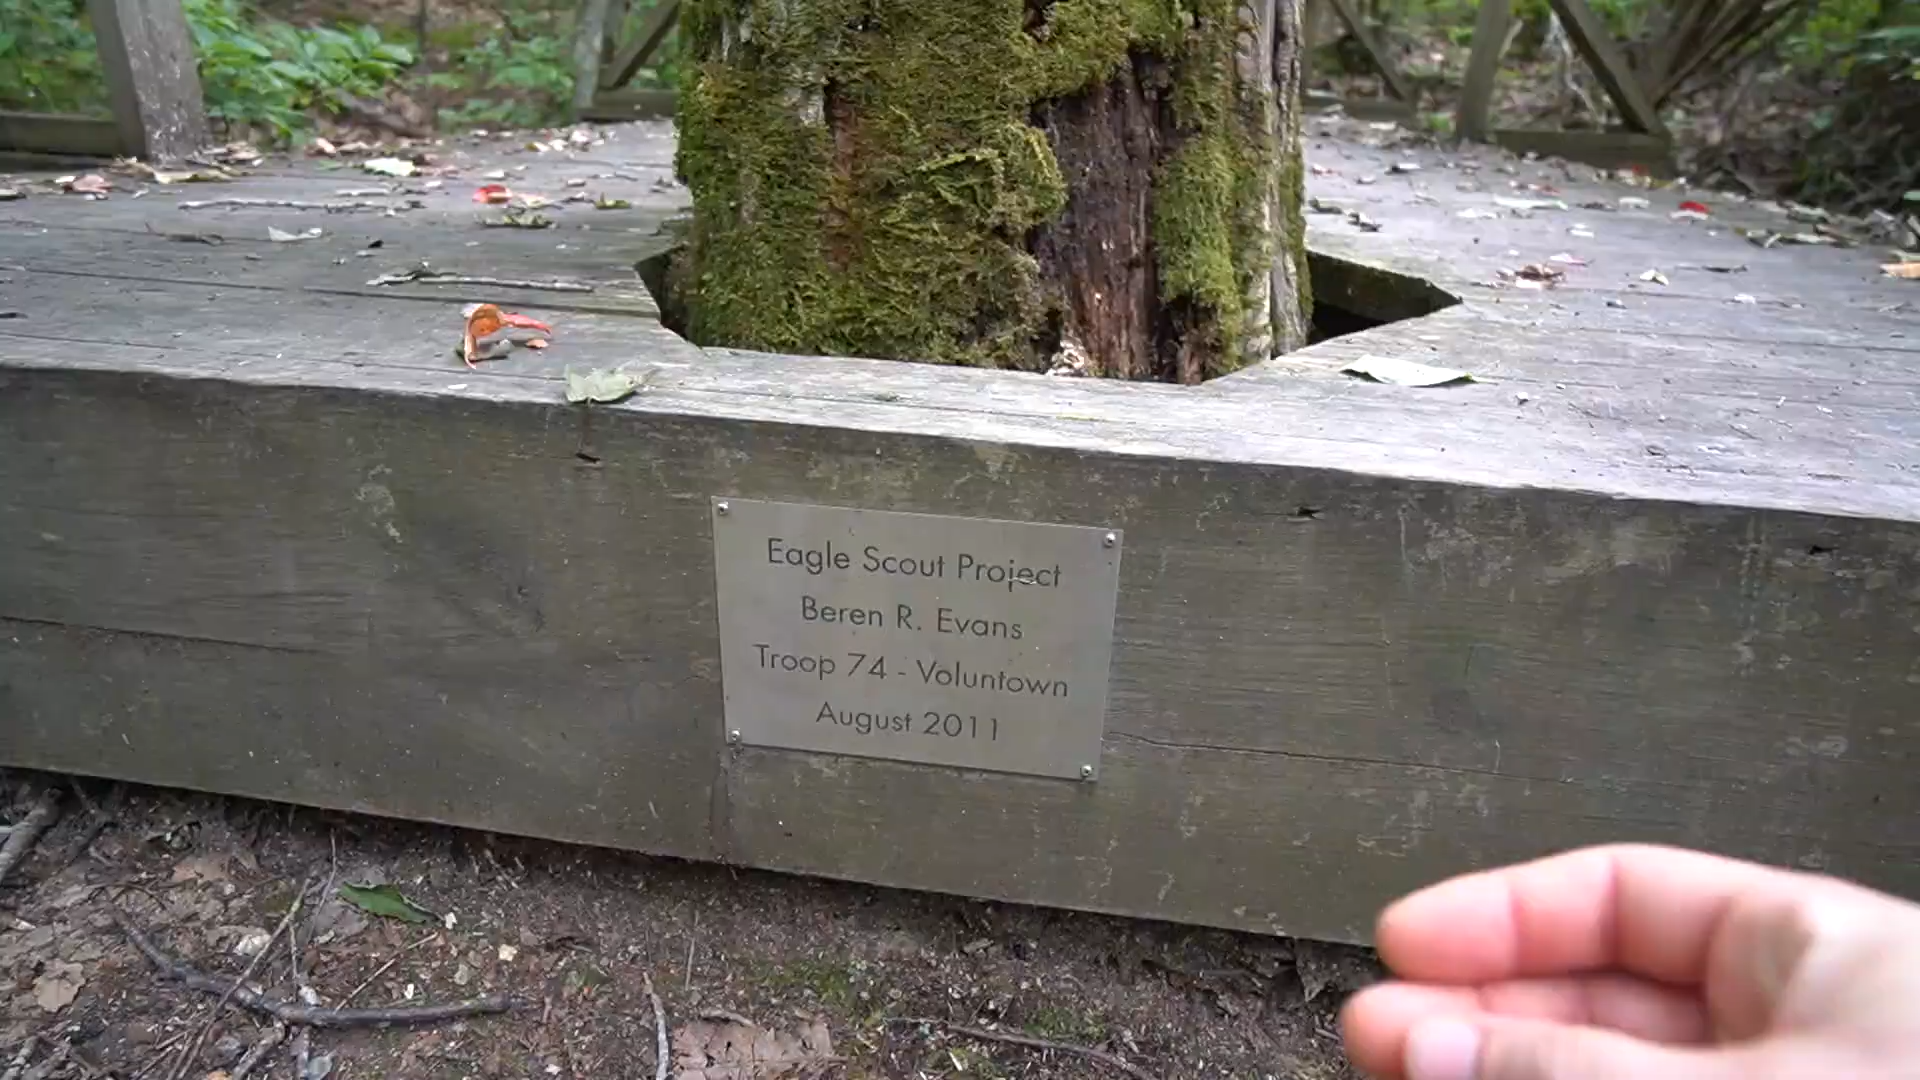 Eagle Scout Project
Beren R. Evans
Troop 74 - Voluntown
August 2011